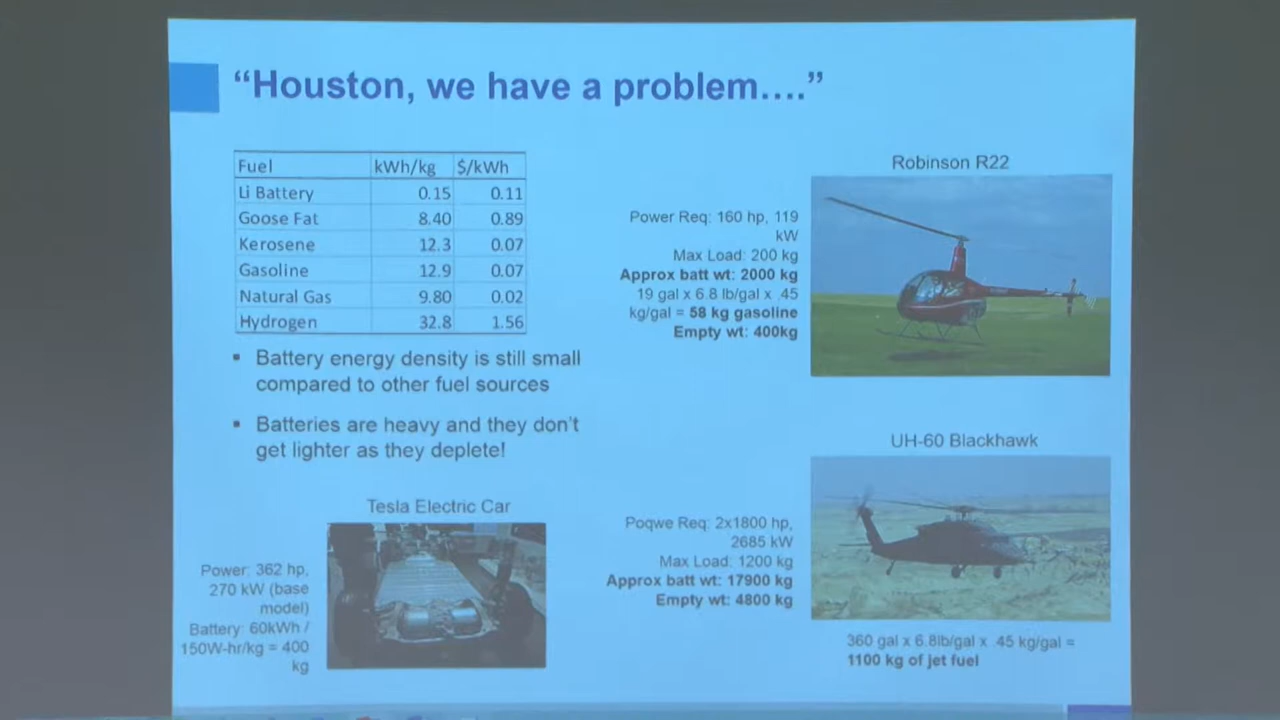 “Houston, we have a problem….”
Fuel kWh/kg $/kWh
Li Battery 0.15 0.11
Goose Fat 8.40 0.89
Kerosene 12.3 0.07
Gasoline 12.9 0.07
Natural Gas 9.80 0.02
Hydrogen 32.8 1.56
▪ Battery energy density is still small
compared to other fuel sources
▪ Batteries are heavy and they don’t
get lighter as they deplete!
Tesla Electric Car
Power: 362 hp,
270 kW (base
model)
Battery: 60kWh /
150W-hr/kg = 400
kg
Robinson R22
Power Req: 160 hp, 119
kW
Max Load: 200 kg
Approx batt wt: 2000 kg
19 gal x 6.8 lb/gal x .45
kg/gal = 58 kg gasoline
Empty wt: 400kg
UH-60 Blackhawk
Poqwe Req: 2x1800 hp,
2685 kW
Max Load: 1200 kg
Approx batt wt: 17900 kg
Empty wt: 4800 kg
360 gal x 6.8lb/gal x .45 kg/gal =
1100 kg of jet fuel